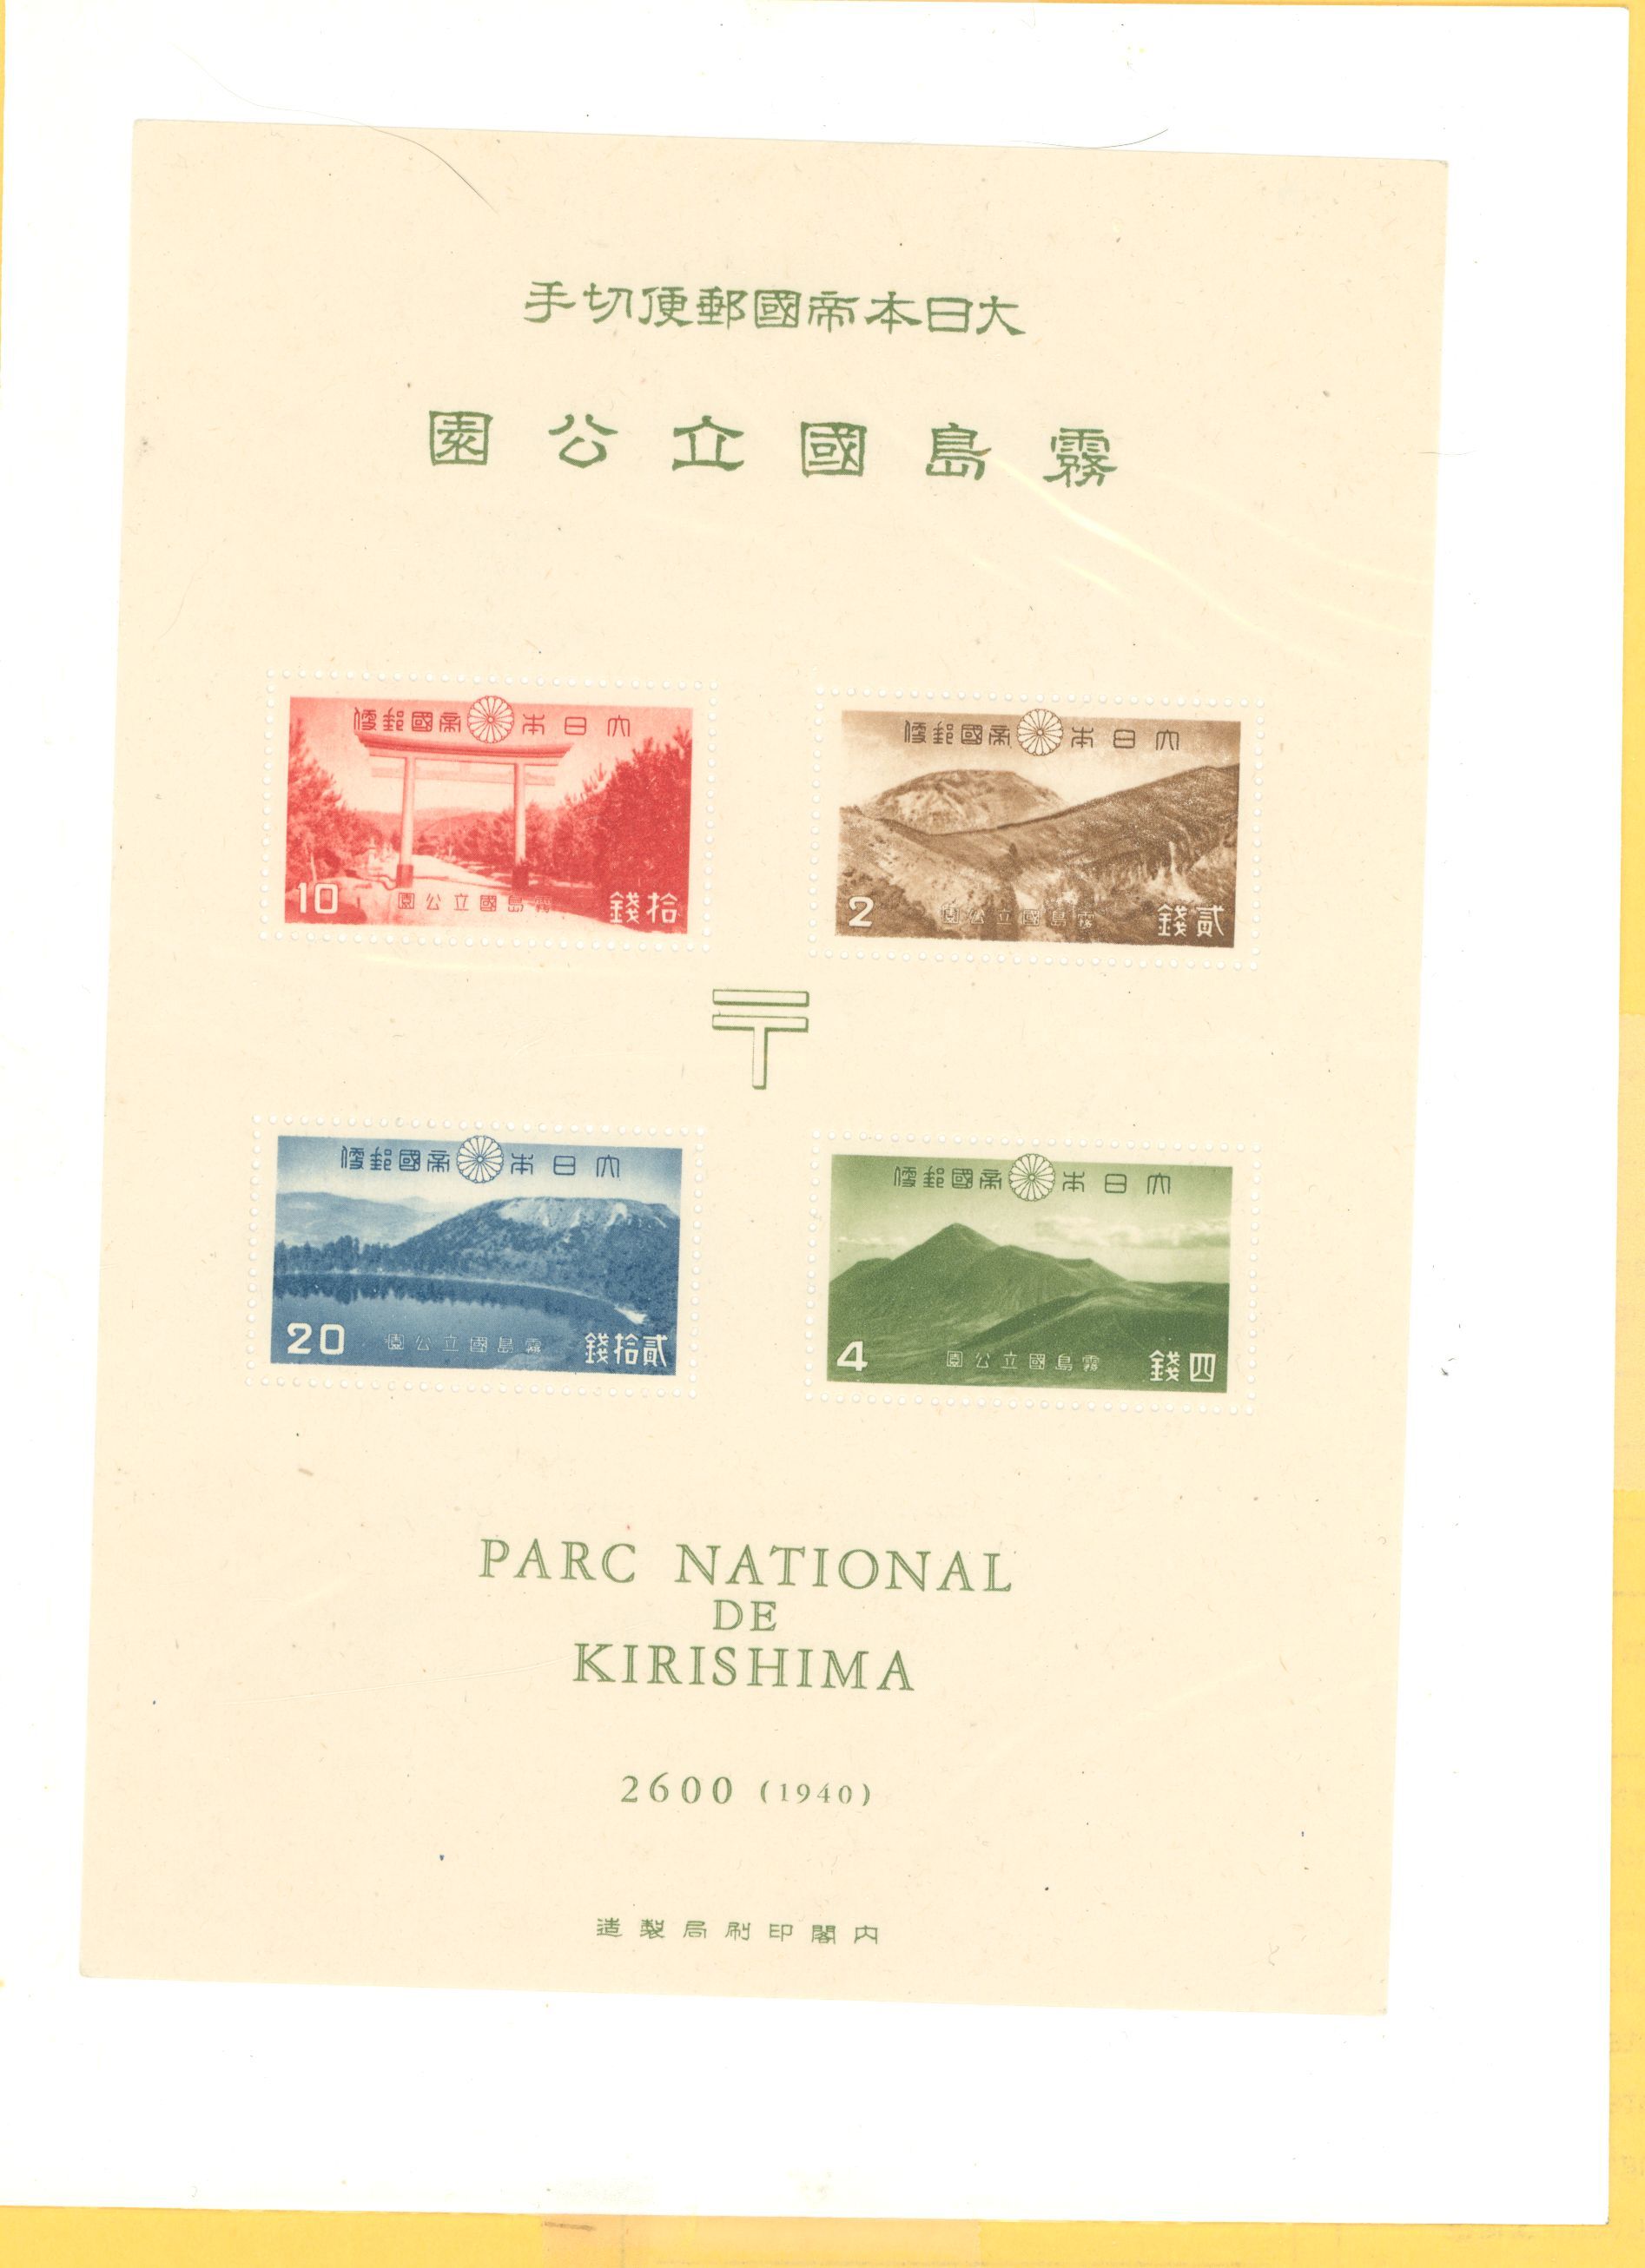 大日本帝國郵便切手
霧島國立公園
大日本帝國郵便
10 霧島國立公園 拾錢
大日本帝國郵便
2 霧島國立公園 貳錢
〒
大日本帝國郵便
20 霧島國立公園 貳拾錢
大日本帝國郵便
4 霧島國立公園 四錢
PARC NATIONAL
DE
KIRISHIMA
2600 (1940)
內閣印刷局製造